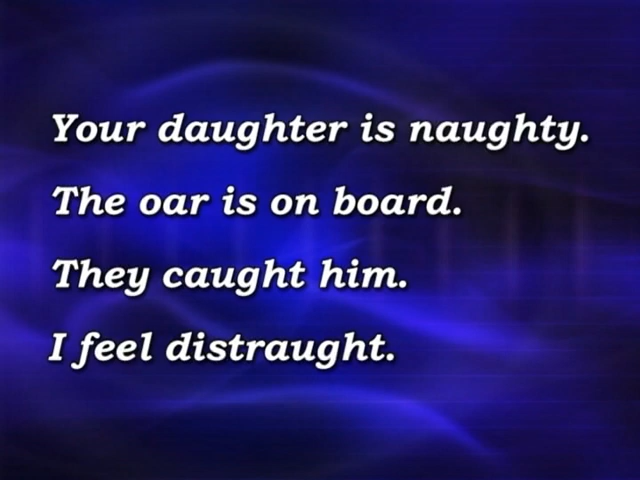 Your daughter is naughty.
The oar is on board.
They caught him.
I feel distraught.